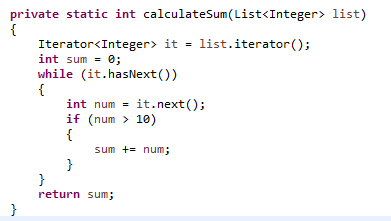 private static int calculateSum(List<Integer> list)
{
    Iterator<Integer> it = list.iterator();
    int sum = 0;
    while (it.hasNext())
    {
        int num = it.next();
        if (num > 10)
        {
            sum += num;
        }
    }
    return sum;
}